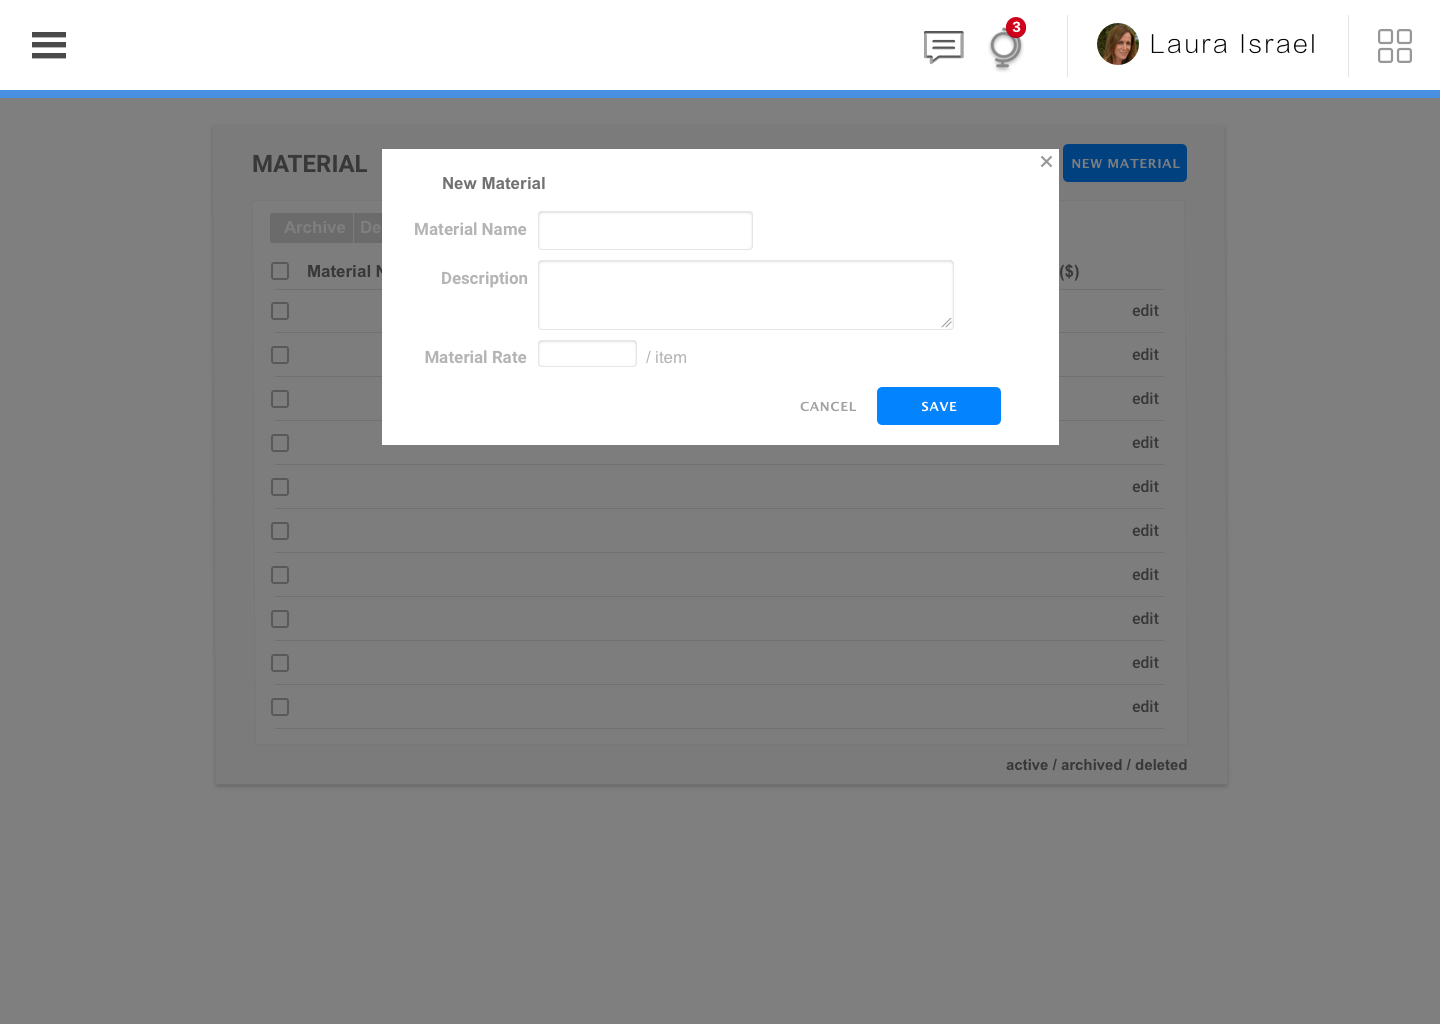 3
Laura Israel
MATERIAL
NEW MATERIAL
New Material
Archive
Material Name
Material
($)
Description
Material Rate
/ item
CANCEL
SAVE
edit
edit
edit
edit
edit
edit
edit
edit
edit
edit
active / archived / deleted